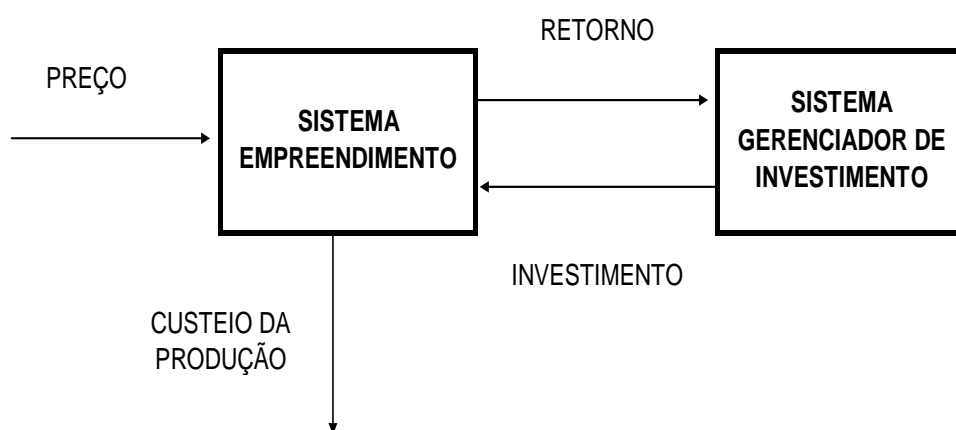 RETORNO
PREÇO
SISTEMA
EMPREENDIMENTO
SISTEMA
GERENCIADOR DE
INVESTIMENTO
INVESTIMENTO
CUSTEIO DA
PRODUÇÃO